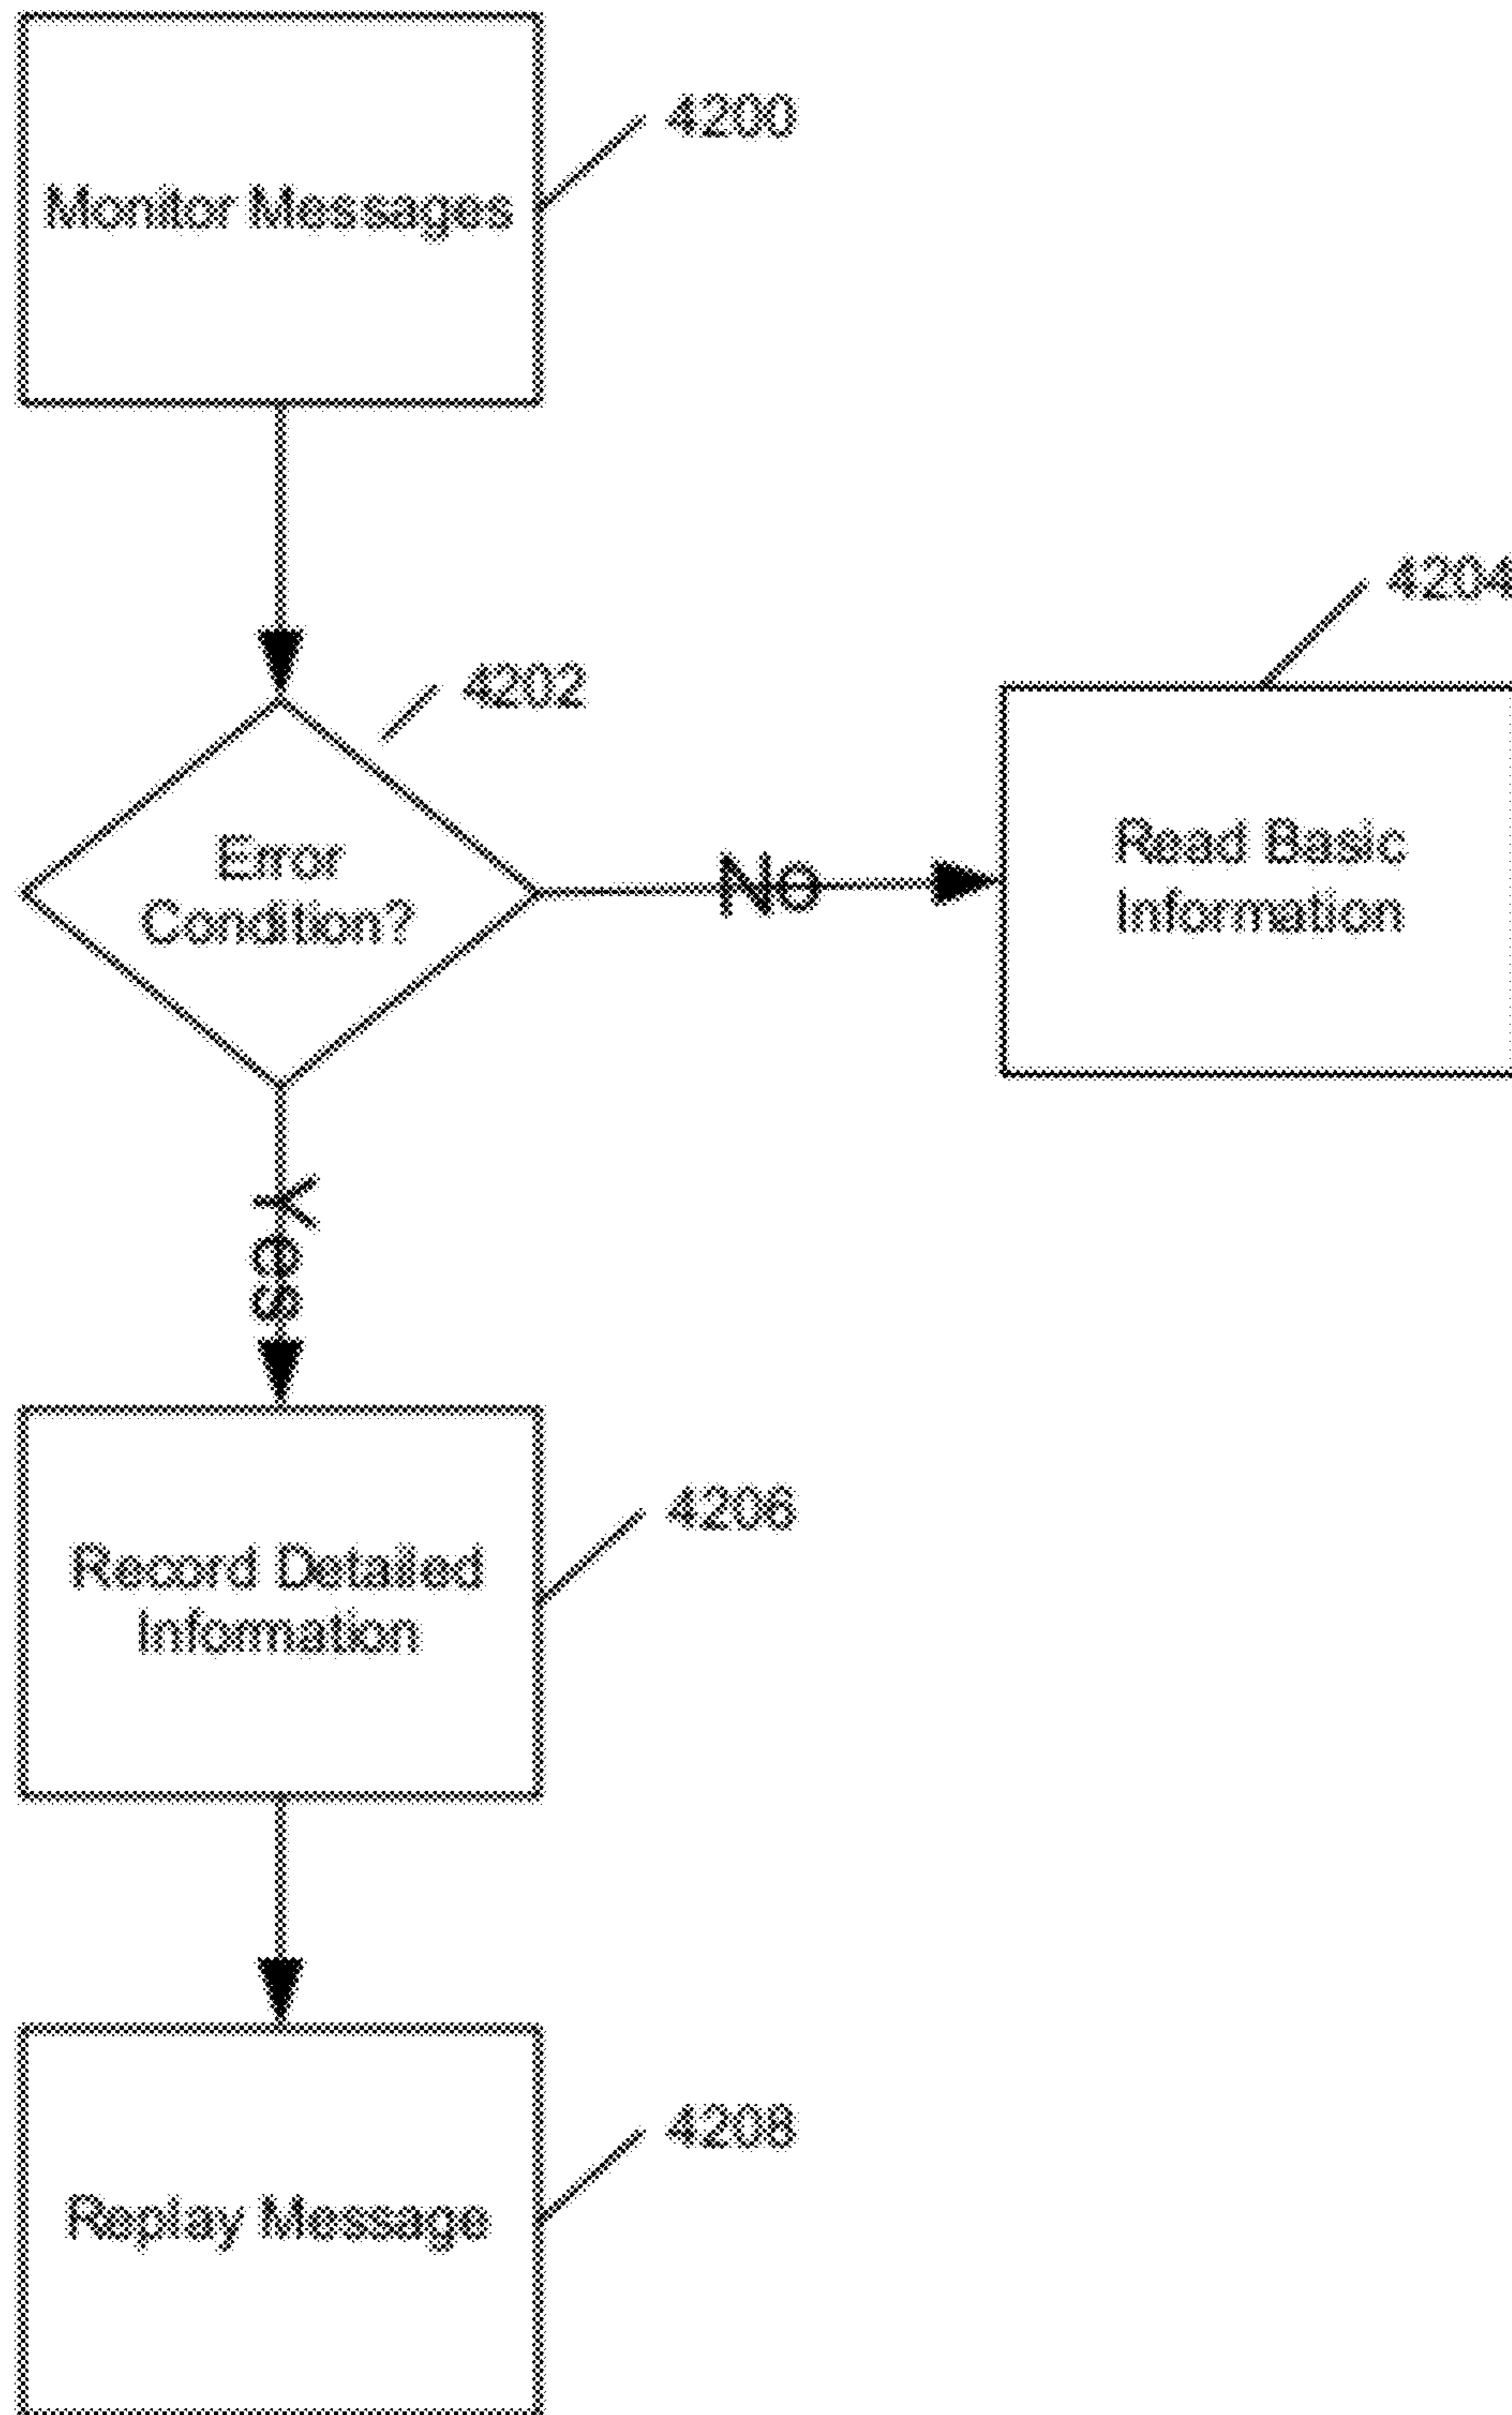 4200
Monitor Messages
4204
4202
Error
Condition?
No
Read Basic
Information
Yes
4206
Record Detailed
Information
4208
Replay Message